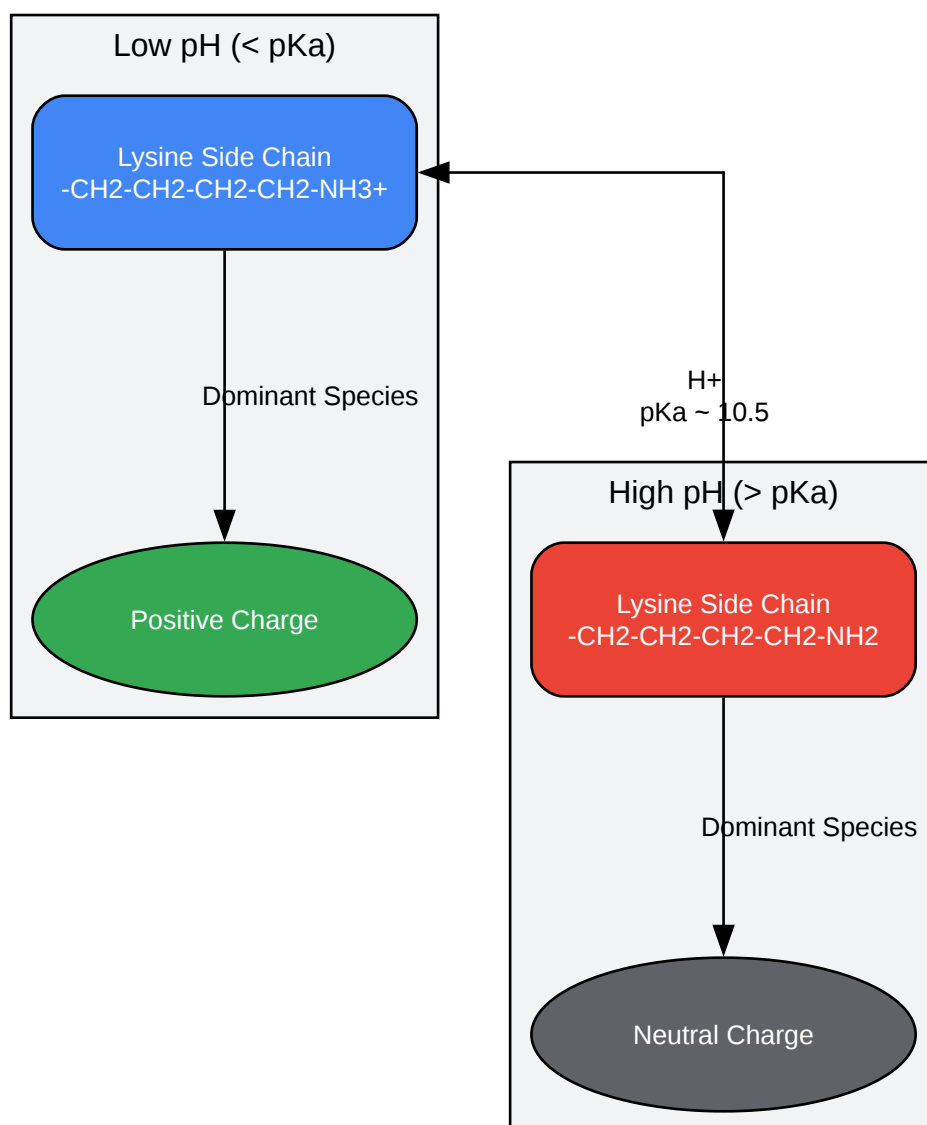 Low pH (< pKa)
Lysine Side Chain
-CH2-CH2-CH2-CH2-NH3+
Dominant Species
Positive Charge
H+
pKa ~ 10.5
High pH (> pKa)
Lysine Side Chain
-CH2-CH2-CH2-CH2-NH2
Dominant Species
Neutral Charge